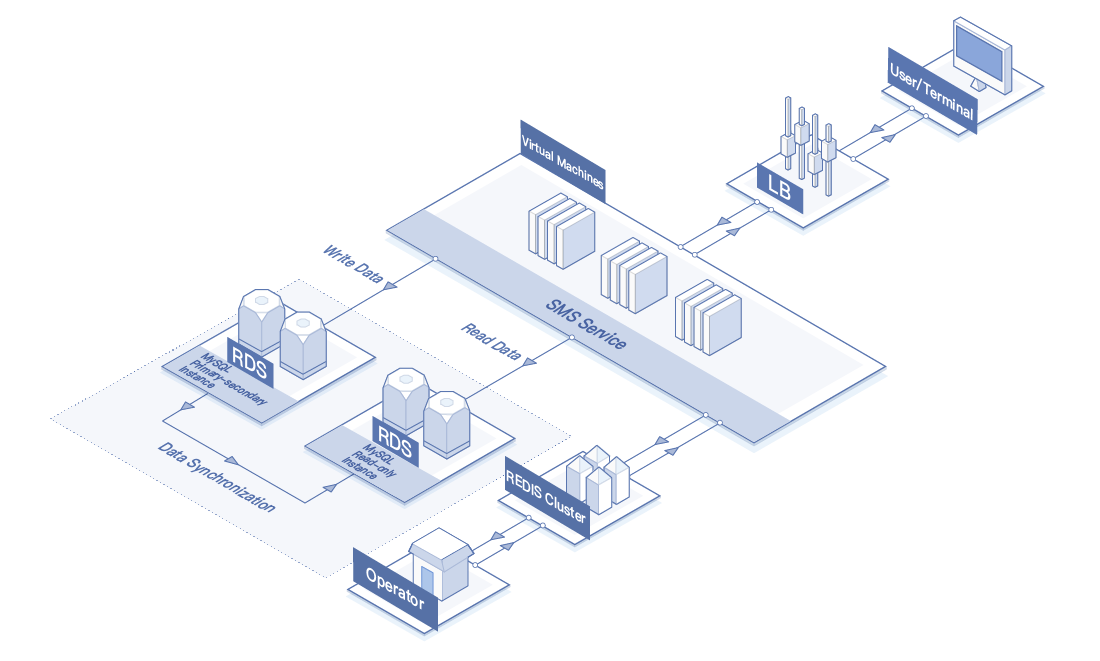 User/Terminal
LB
Virtual Machines
SMS Service
Write Data
Read Data
RDS
MySQL
Primary-secondary
Instance
RDS
MySQL
Read-only
Instance
Data Synchronization
REDIS Cluster
Operator